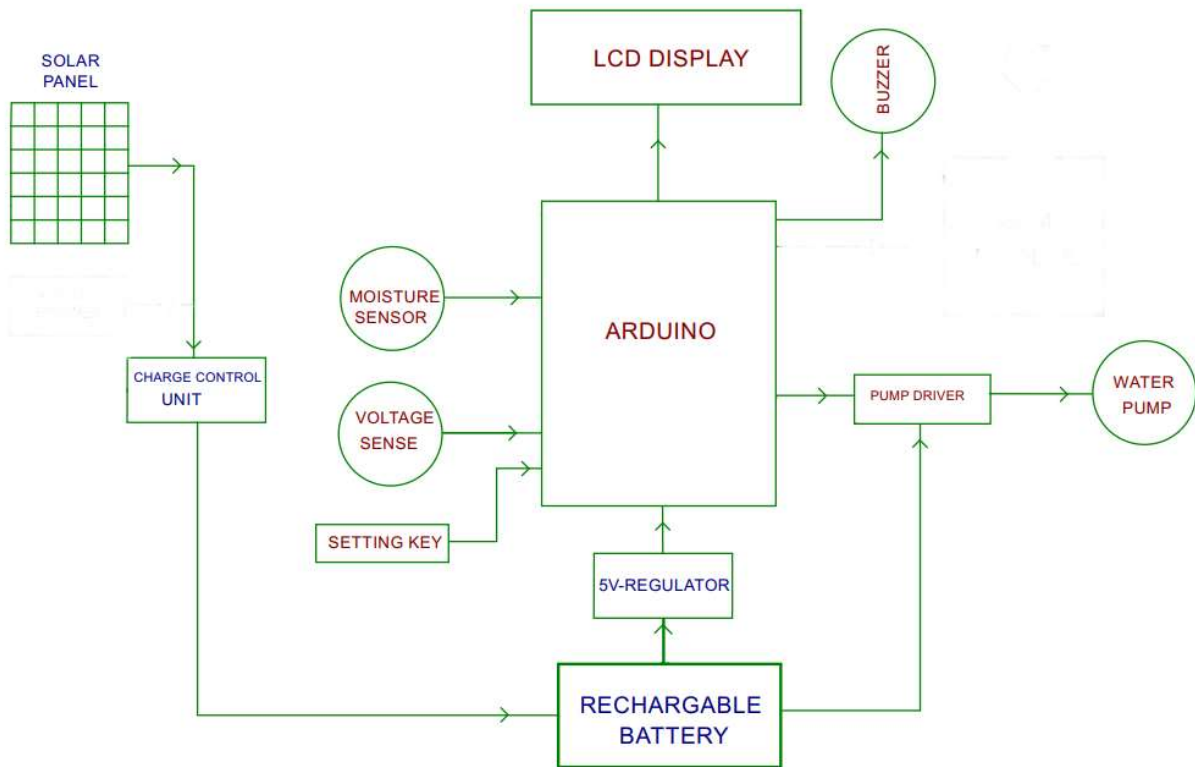 LCD DISPLAY
BUZZER
SOLAR
PANEL
MOISTURE
SENSOR
ARDUINO
CHARGE CONTROL
UNIT
VOLTAGE
SENSE
PUMP DRIVER
WATER
PUMP
SETTING KEY
5V-REGULATOR
RECHARGABLE
BATTERY